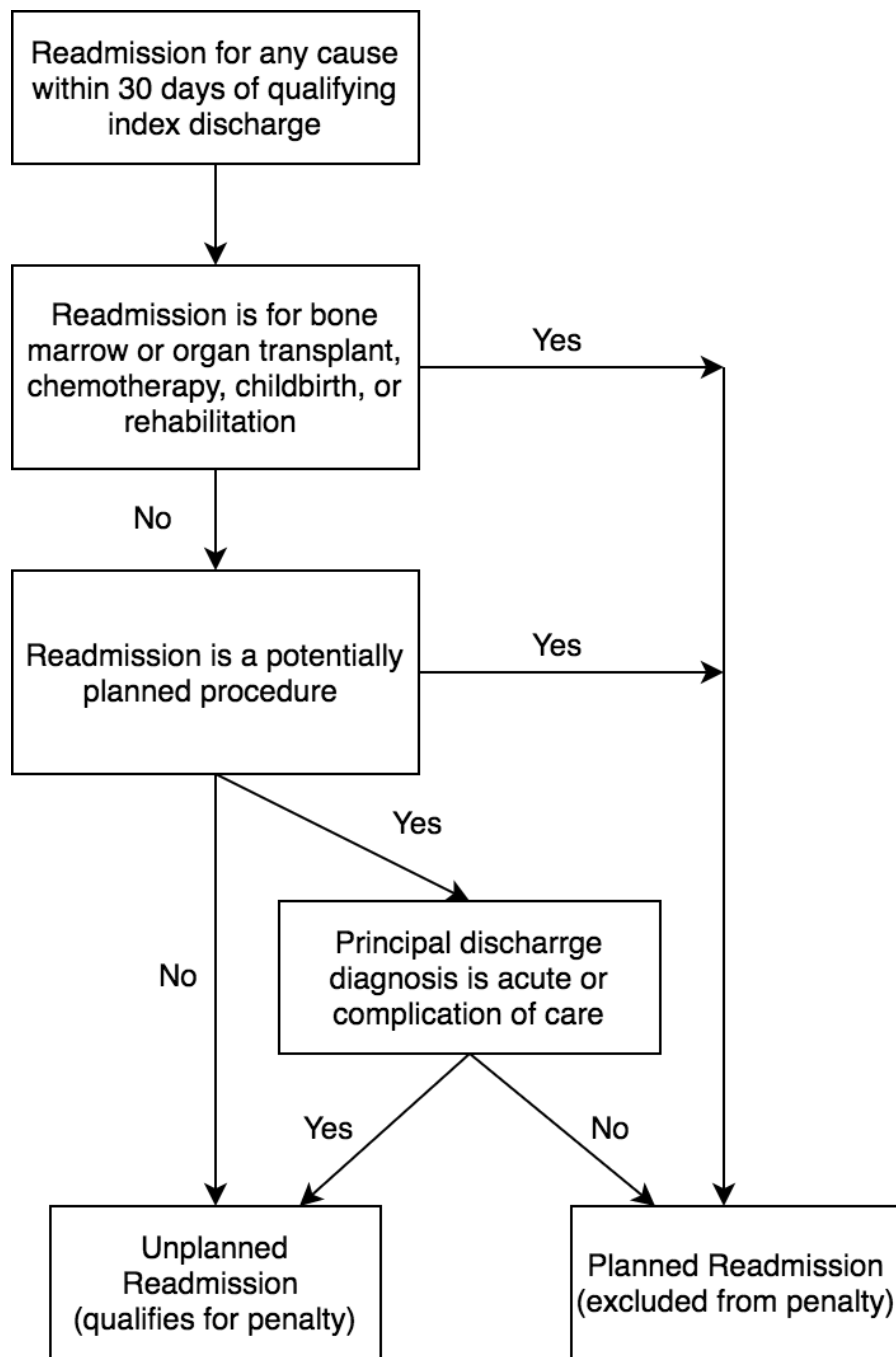 Readmission for any cause
within 30 days of qualifying
index discharge
Readmission is for bone
marrow or organ transplant,
chemotherapy, childbirth, or
rehabilitation
Yes
No
Readmission is a potentially
planned procedure
Yes
Yes
No
Principal discharrge
diagnosis is acute or
complication of care
Yes
No
Unplanned
Readmission
(qualifies for penalty)
Planned Readmission
(excluded from penalty)